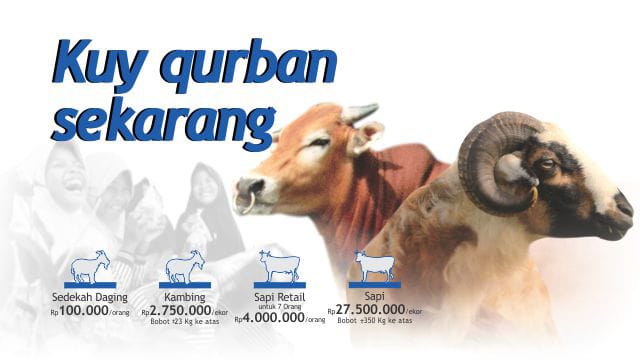 Kuy qurban
sekarang
Sedekah Daging
Rp100.000/orang
Kambing
Rp2.750.000/ekor
Bobot ±23 Kg ke atas
Sapi Retail
untuk 7 Orang
Rp4.000.000/orang
Sapi
Rp27.500.000/ekor
Bobot ±350 Kg ke atas